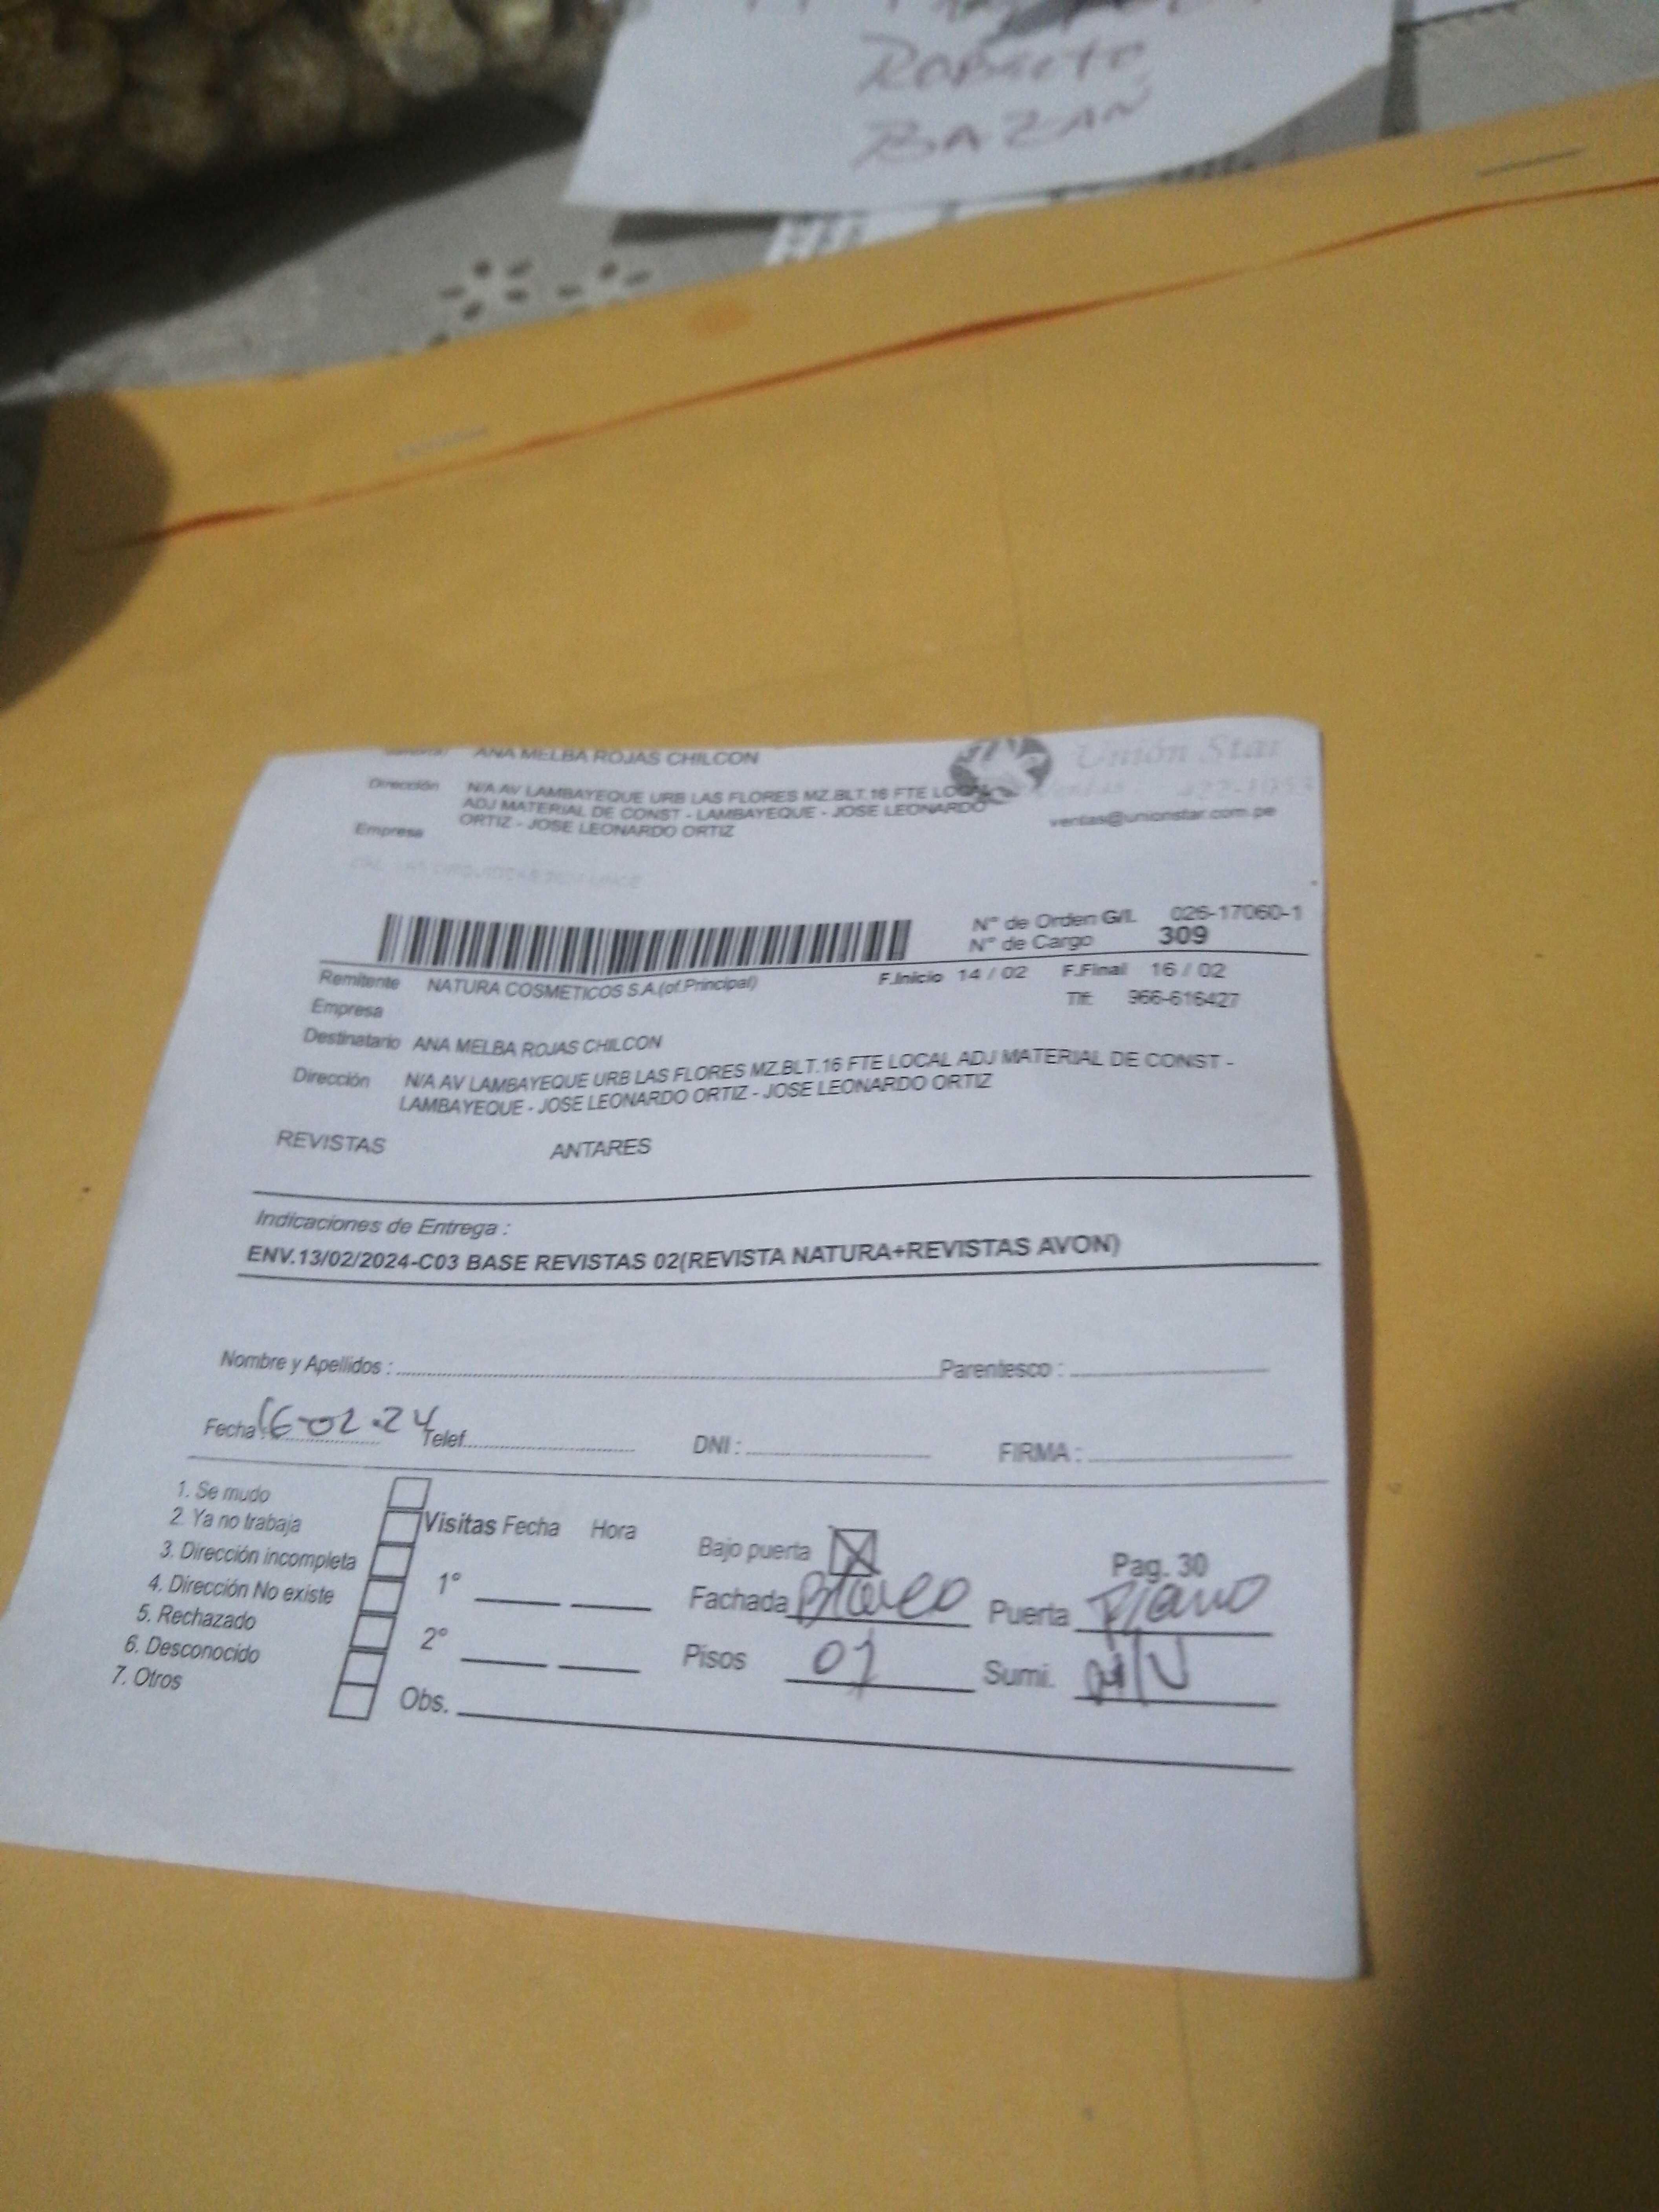 Roberto
BAZAN
ANA MELBA ROJAS CHILCON
Unión Star
Dirección N/A AV LAMBAYEQUE URB LAS FLORES MZ.BLT.16 FTE LOCAL
ADJ MATERIAL DE CONST - LAMBAYEQUE - JOSE LEONARDO
ORTIZ - JOSE LEONARDO ORTIZ
ventas@unionstar.com.pe
Empresa
N° de Orden G/L 026-17060-1
N° de Cargo 309
Remitente NATURA COSMETICOS S.A.(of.Principal) F.Inicio 14 / 02 F.Final 16 / 02
Empresa Tlf: 966-616427
Destinatario ANA MELBA ROJAS CHILCON
Dirección N/A AV LAMBAYEQUE URB LAS FLORES MZ.BLT.16 FTE LOCAL ADJ MATERIAL DE CONST -
LAMBAYEQUE - JOSE LEONARDO ORTIZ - JOSE LEONARDO ORTIZ
REVISTAS ANTARES
Indicaciones de Entrega :
ENV.13/02/2024-C03 BASE REVISTAS 02(REVISTA NATURA+REVISTAS AVON)
Nombre y Apellidos : Parentesco :
Fecha : 16-02-24 Telef. DNI : FIRMA :
1. Se mudo
2. Ya no trabaja
3. Dirección incompleta
4. Dirección No existe
5. Rechazado
6. Desconocido
7. Otros
Visitas Fecha Hora
1°
2°
Obs.
Bajo puerta X Pag. 30
Fachada Blanco Puerta
Pisos 01 Sumi.